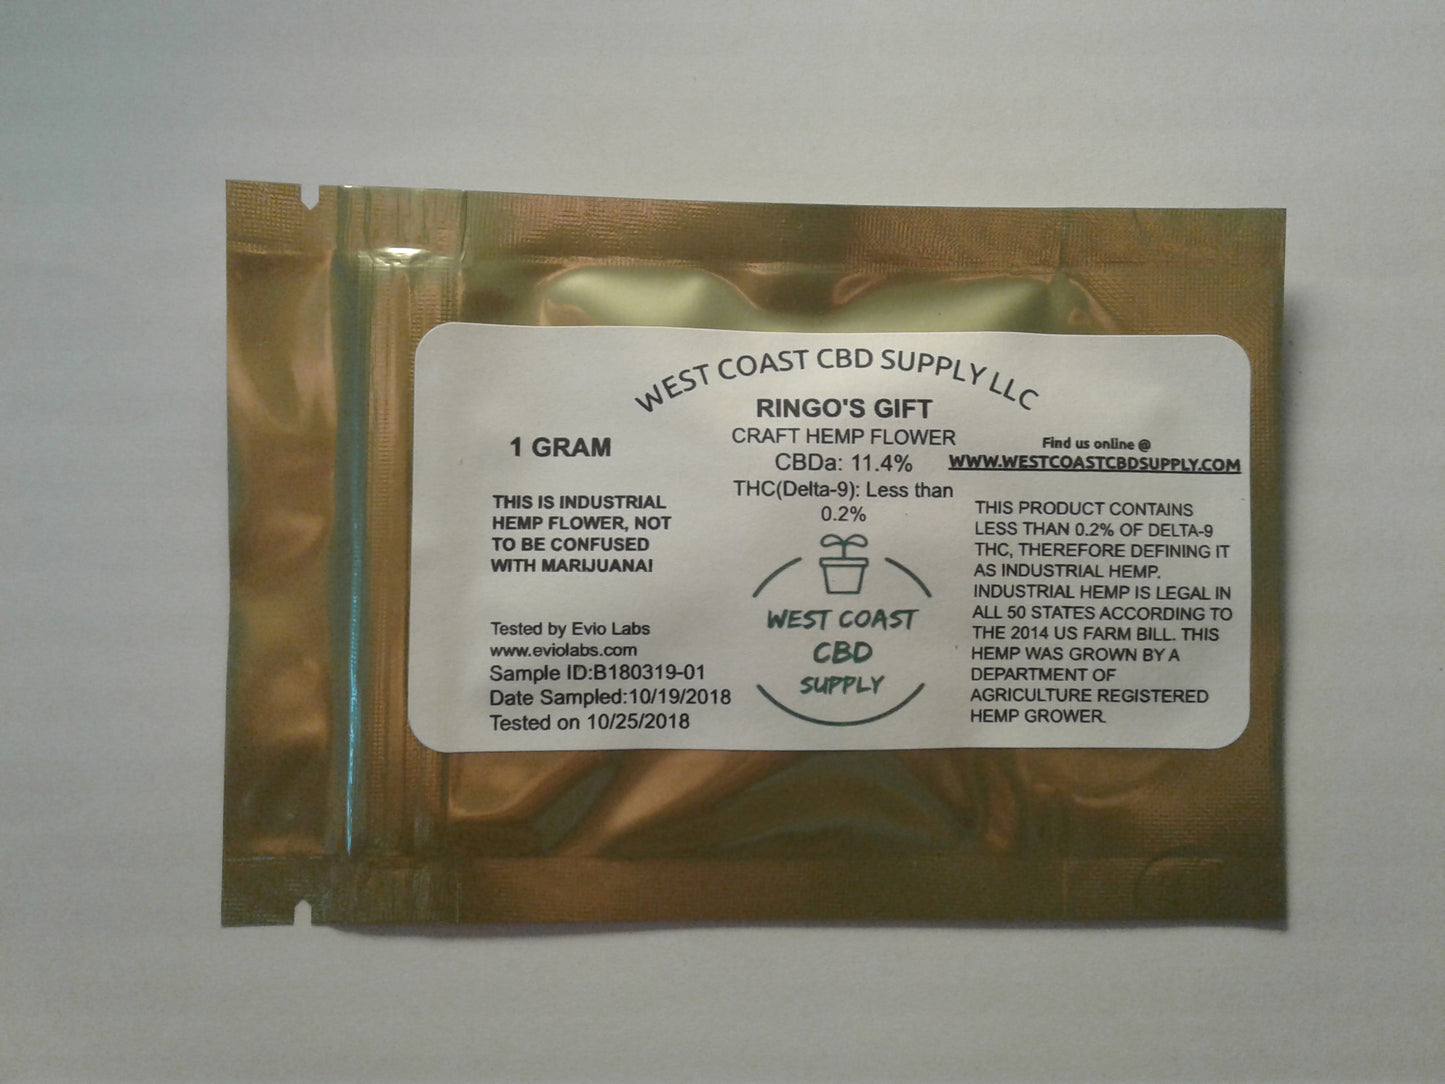 WEST COAST CBD SUPPLY LLC
RINGO'S GIFT
CRAFT HEMP FLOWER
CBDa: 11.4%
THC(Delta-9): Less than
0.2%
1 GRAM
THIS IS INDUSTRIAL
HEMP FLOWER, NOT
TO BE CONFUSED
WITH MARIJUANA!
Tested by Evio Labs
www.eviolabs.com
Sample ID:B180319-01
Date Sampled:10/19/2018
Tested on 10/25/2018
WEST COAST
CBD
SUPPLY
Find us online @
WWW.WESTCOASTCBDSUPPLY.COM
THIS PRODUCT CONTAINS
LESS THAN 0.2% OF DELTA-9
THC, THEREFORE DEFINING IT
AS INDUSTRIAL HEMP.
INDUSTRIAL HEMP IS LEGAL IN
ALL 50 STATES ACCORDING TO
THE 2014 US FARM BILL. THIS
HEMP WAS GROWN BY A
DEPARTMENT OF
AGRICULTURE REGISTERED
HEMP GROWER.